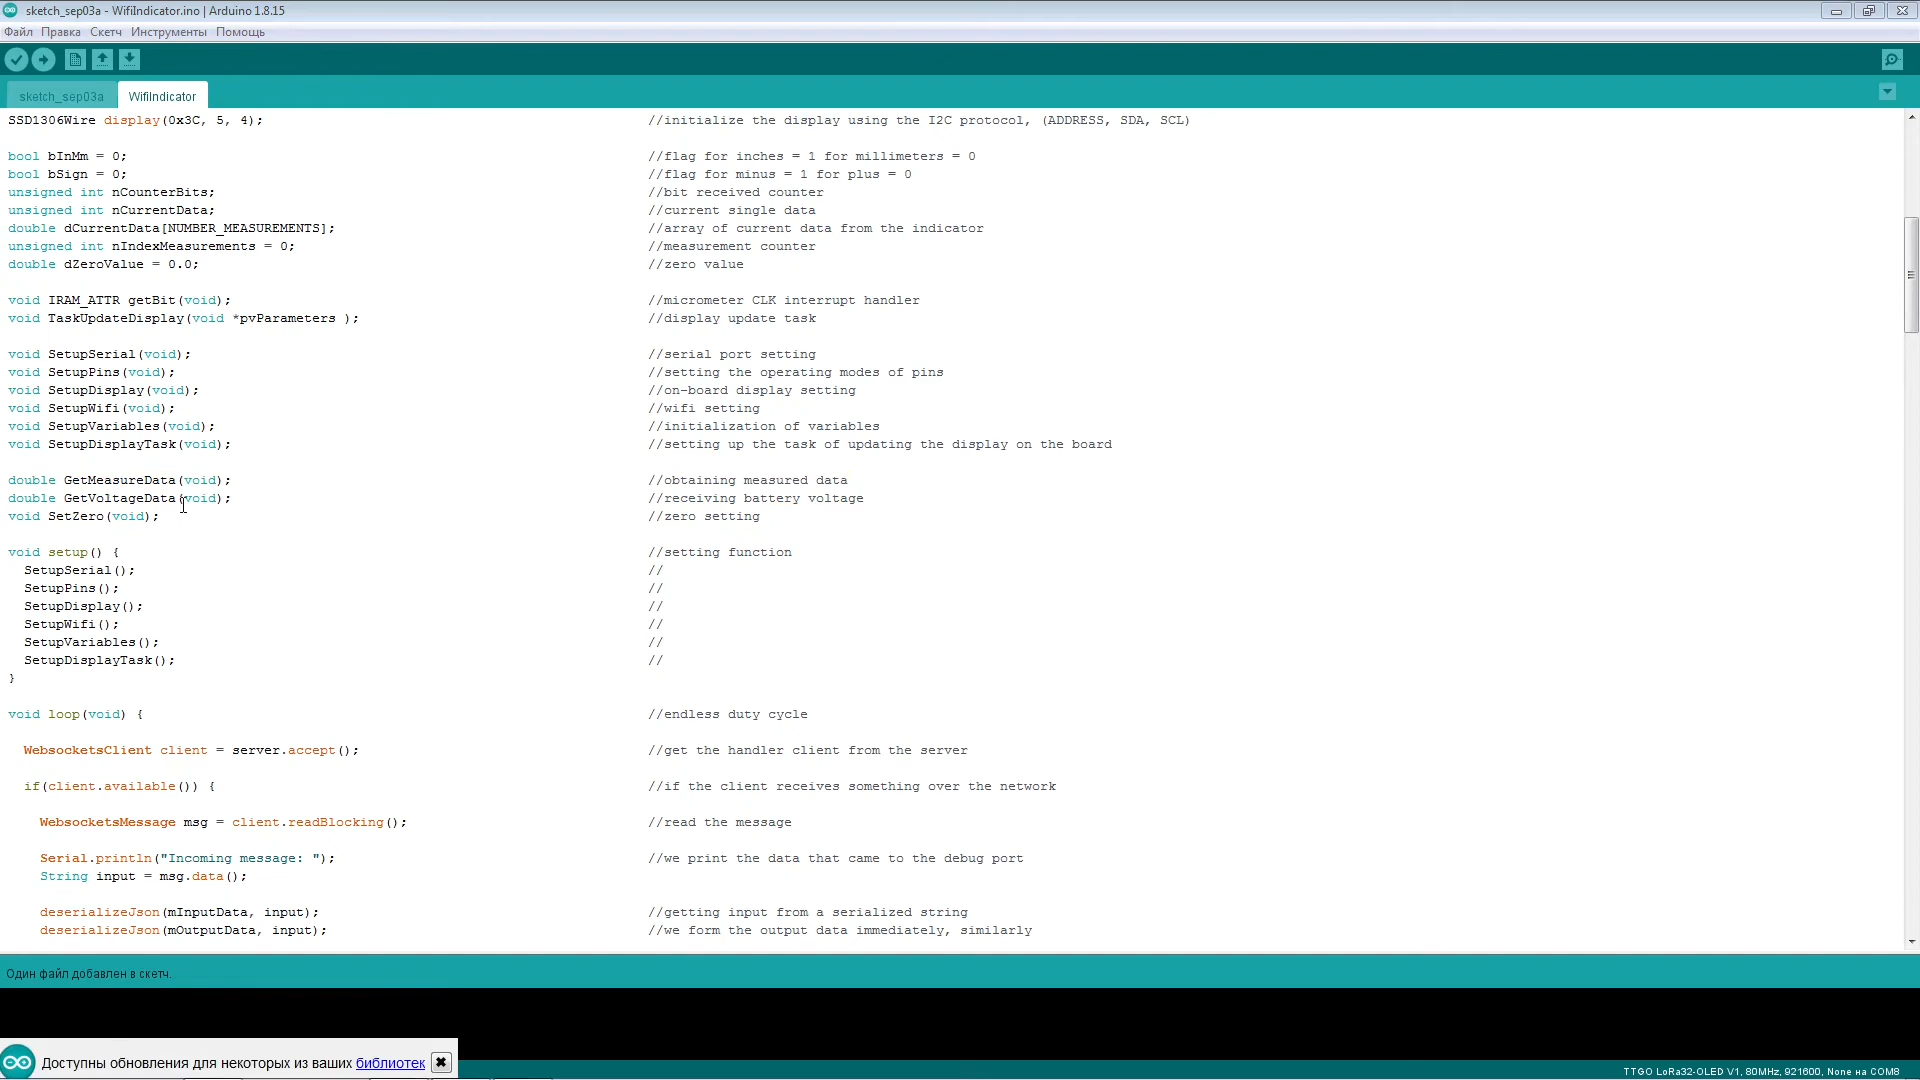 sketch_sep03a - WifiIndicator.ino | Arduino 1.8.15
Файл Правка Скетч Инструменты Помощь
sketch_sep03a WifiIndicator
SSD1306Wire display(0x3C, 5, 4); //initialize the display using the I2C protocol, (ADDRESS, SDA, SCL)
bool bInMm = 0; //flag for inches = 1 for millimeters = 0
bool bSign = 0; //flag for minus = 1 for plus = 0
unsigned int nCounterBits; //bit received counter
unsigned int nCurrentData; //current single data
double dCurrentData[NUMBER_MEASUREMENTS]; //array of current data from the indicator
unsigned int nIndexMeasurements = 0; //measurement counter
double dZeroValue = 0.0; //zero value
void IRAM_ATTR getBit(void); //micrometer CLK interrupt handler
void TaskUpdateDisplay(void *pvParameters ); //display update task
void SetupSerial(void); //serial port setting
void SetupPins(void); //setting the operating modes of pins
void SetupDisplay(void); //on-board display setting
void SetupWifi(void); //wifi setting
void SetupVariables(void); //initialization of variables
void SetupDisplayTask(void); //setting up the task of updating the display on the board
double GetMeasureData(void); //obtaining measured data
double GetVoltageData(void); //receiving battery voltage
void SetZero(void); //zero setting
void setup() { //setting function
SetupSerial(); //
SetupPins(); //
SetupDisplay(); //
SetupWifi(); //
SetupVariables(); //
SetupDisplayTask(); //
}
void loop(void) { //endless duty cycle
WebsocketsClient client = server.accept(); //get the handler client from the server
if(client.available()) { //if the client receives something over the network
WebsocketsMessage msg = client.readBlocking(); //read the message
Serial.println("Incoming message: "); //we print the data that came to the debug port
String input = msg.data();
deserializeJson(mInputData, input); //getting input from a serialized string
deserializeJson(mOutputData, input); //we form the output data immediately, similarly
Один файл добавлен в скетч.
Доступны обновления для некоторых из ваших библиотек
TTGO LoRa32-OLED V1, 80MHz, 921600, None на COM8